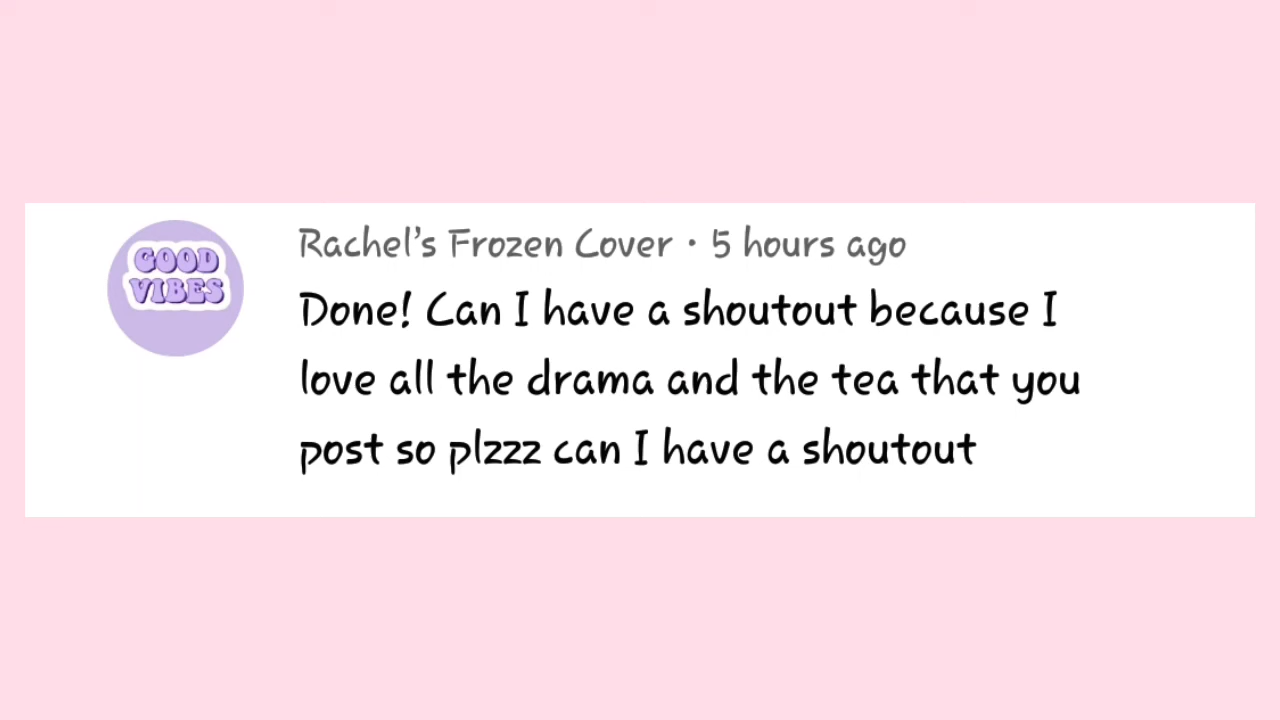 GOOD
VIBES
Rachel's Frozen Cover · 5 hours ago
Done! Can I have a shoutout because I
love all the drama and the tea that you
post so plzzz can I have a shoutout